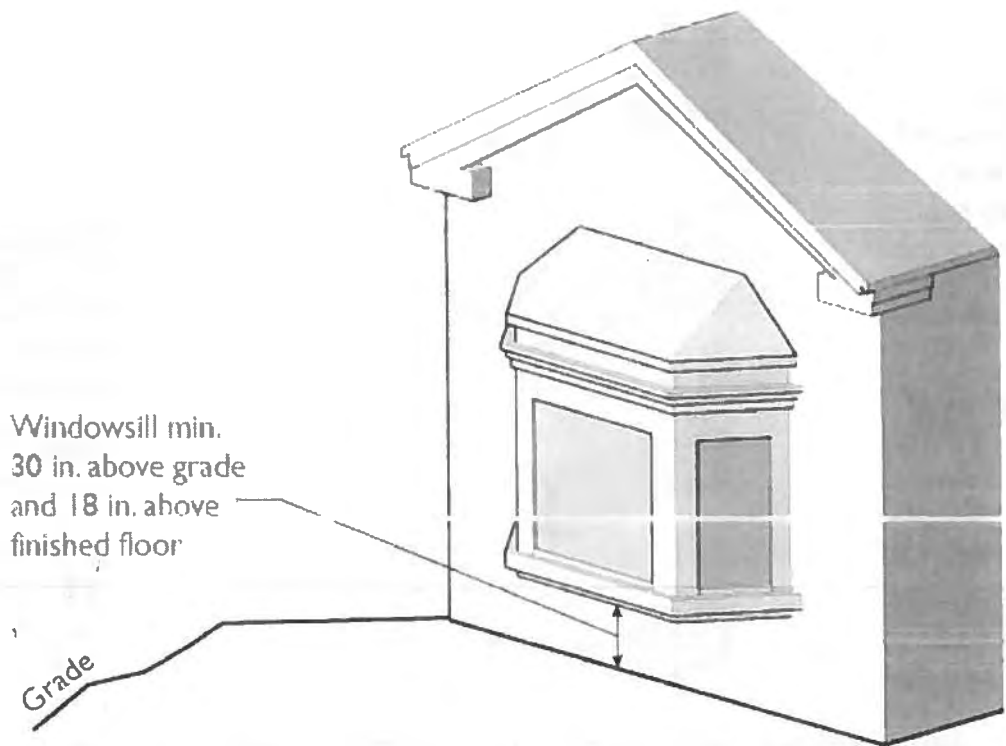 Windowsill min.
30 in. above grade
and 18 in. above
finished floor
Grade